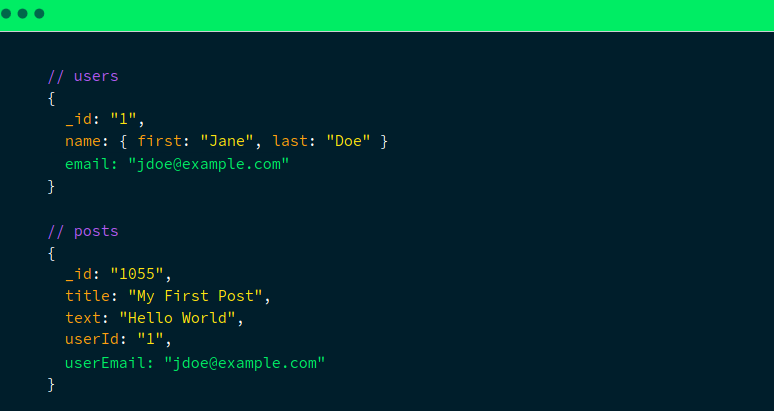 // users
{
  _id: "1",
  name: { first: "Jane", last: "Doe" }
  email: "jdoe@example.com"
}

// posts
{
  _id: "1055",
  title: "My First Post",
  text: "Hello World",
  userId: "1",
  userEmail: "jdoe@example.com"
}